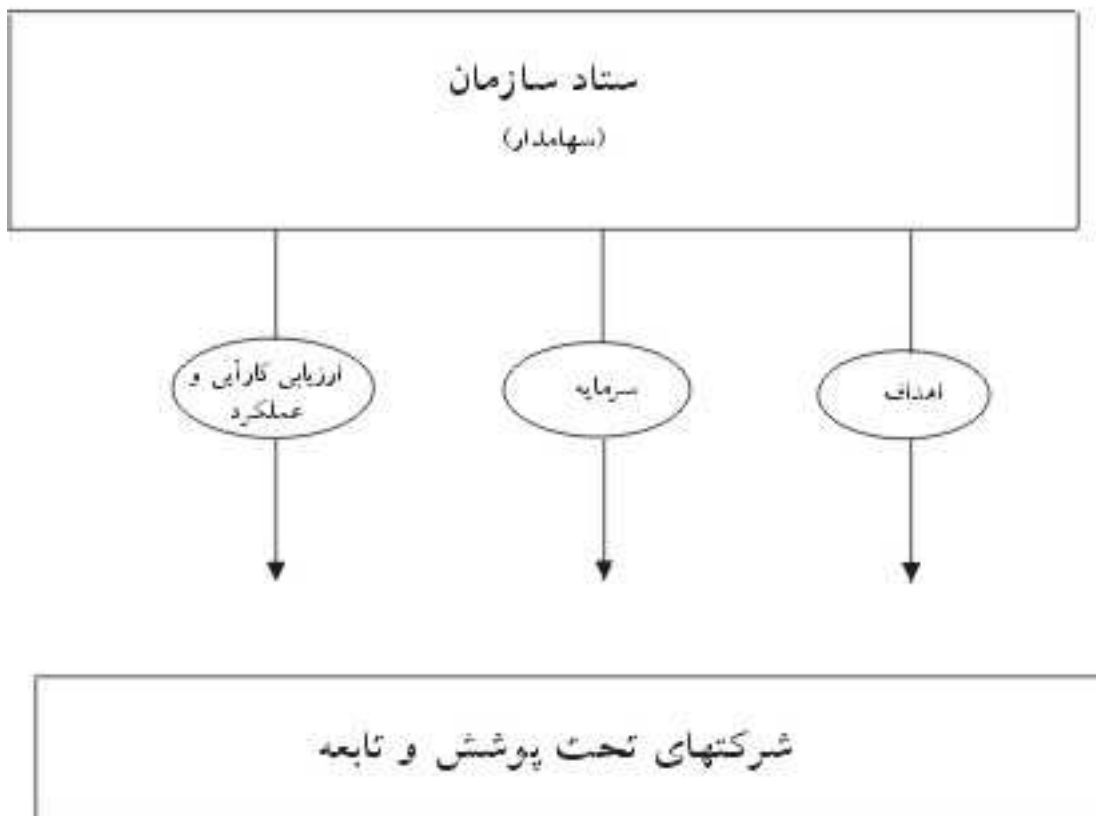 ستاد سازمان
(سهامدار)
اهداف
سرمایه
ارزیابی کارآیی و
عملکرد
شرکتهای تحت پوشش و تابعه